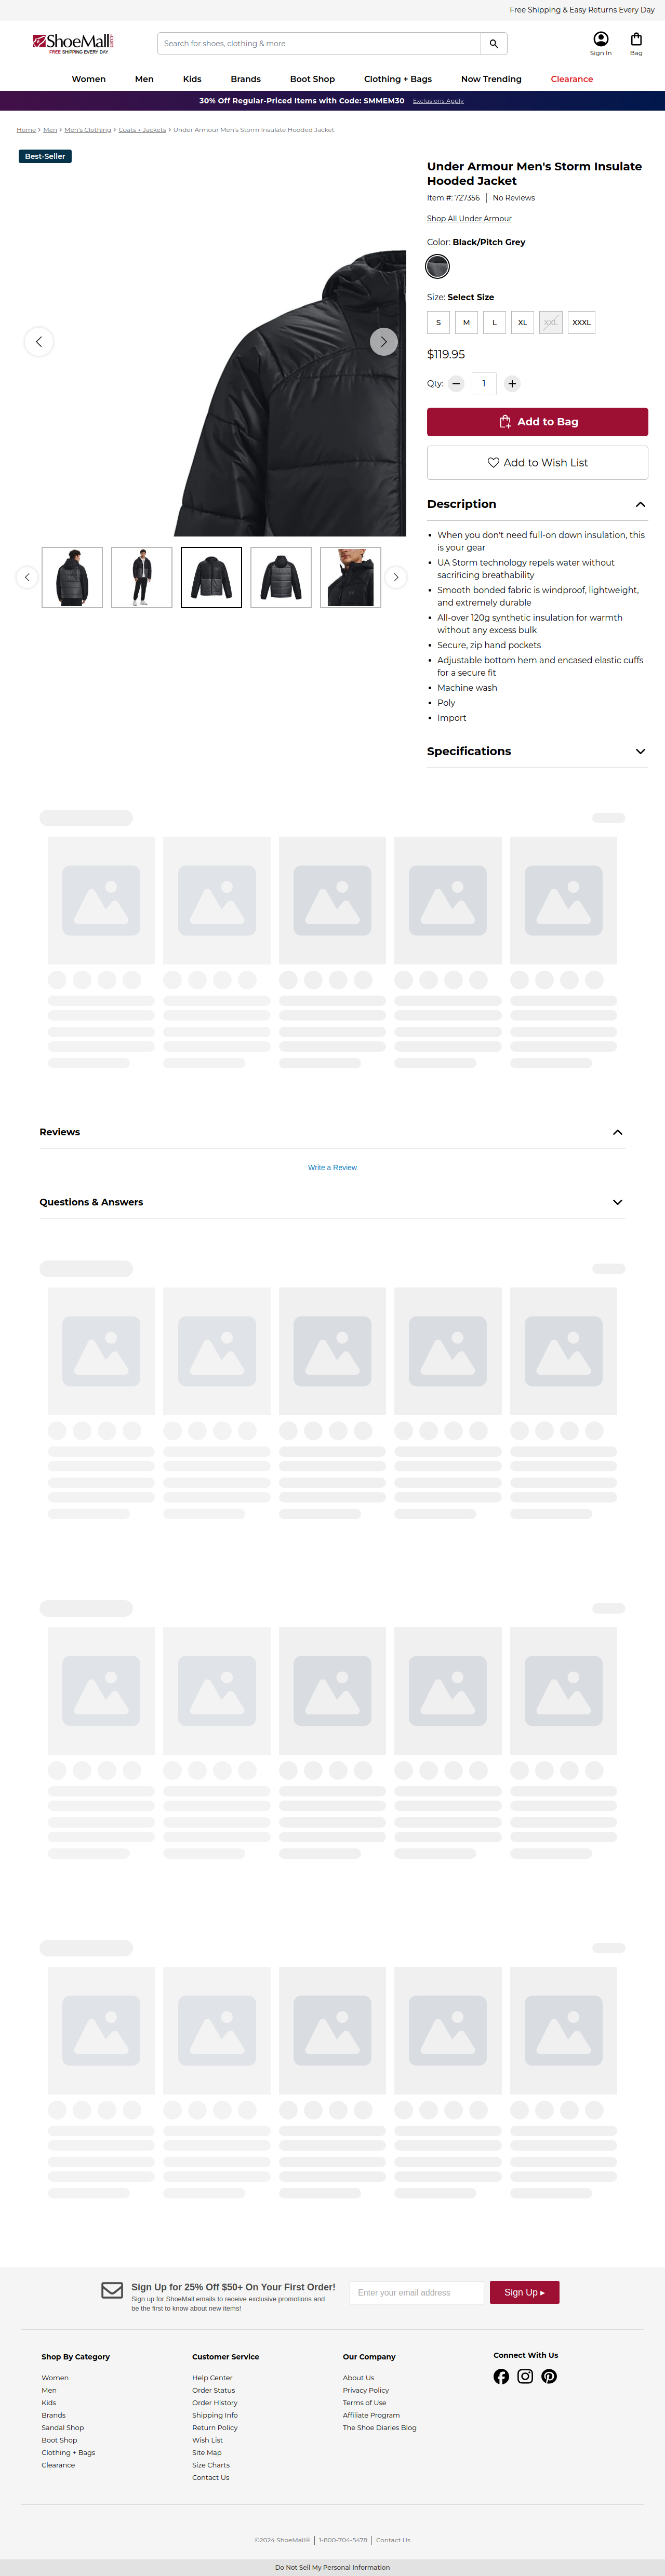 Free Shipping & Easy Returns Every Day
ShoeMall.com
FREE SHIPPING EVERY DAY
Search for shoes, clothing & more
Sign In
Bag
Women
Men
Kids
Brands
Boot Shop
Clothing + Bags
Now Trending
Clearance
30% Off Regular-Priced Items with Code: SMMEM30 Exclusions Apply
Home > Men > Men's Clothing > Coats + Jackets > Under Armour Men's Storm Insulate Hooded Jacket
Best-Seller
Under Armour Men's Storm Insulate
Hooded Jacket
Item #: 727356 | No Reviews
Shop All Under Armour
Color: Black/Pitch Grey
Size: Select Size
S
M
L
XL
XXL
XXXL
$119.95
Qty: 1
Add to Bag
Add to Wish List
Description
• When you don't need full-on down insulation, this
is your gear
• UA Storm technology repels water without
sacrificing breathability
• Smooth bonded fabric is windproof, lightweight,
and extremely durable
• All-over 120g synthetic insulation for warmth
without any excess bulk
• Secure, zip hand pockets
• Adjustable bottom hem and encased elastic cuffs
for a secure fit
• Machine wash
• Poly
• Import
Specifications
Reviews
Write a Review
Questions & Answers
Sign Up for 25% Off $50+ On Your First Order!
Sign up for ShoeMall emails to receive exclusive promotions and
be the first to know about new items!
Enter your email address
Sign Up ▸
Shop By Category
Women
Men
Kids
Brands
Sandal Shop
Boot Shop
Clothing + Bags
Clearance
Customer Service
Help Center
Order Status
Order History
Shipping Info
Return Policy
Wish List
Site Map
Size Charts
Contact Us
Our Company
About Us
Privacy Policy
Terms of Use
Affiliate Program
The Shoe Diaries Blog
Connect With Us
©2024 ShoeMall® | 1-800-704-5478 | Contact Us
Do Not Sell My Personal Information